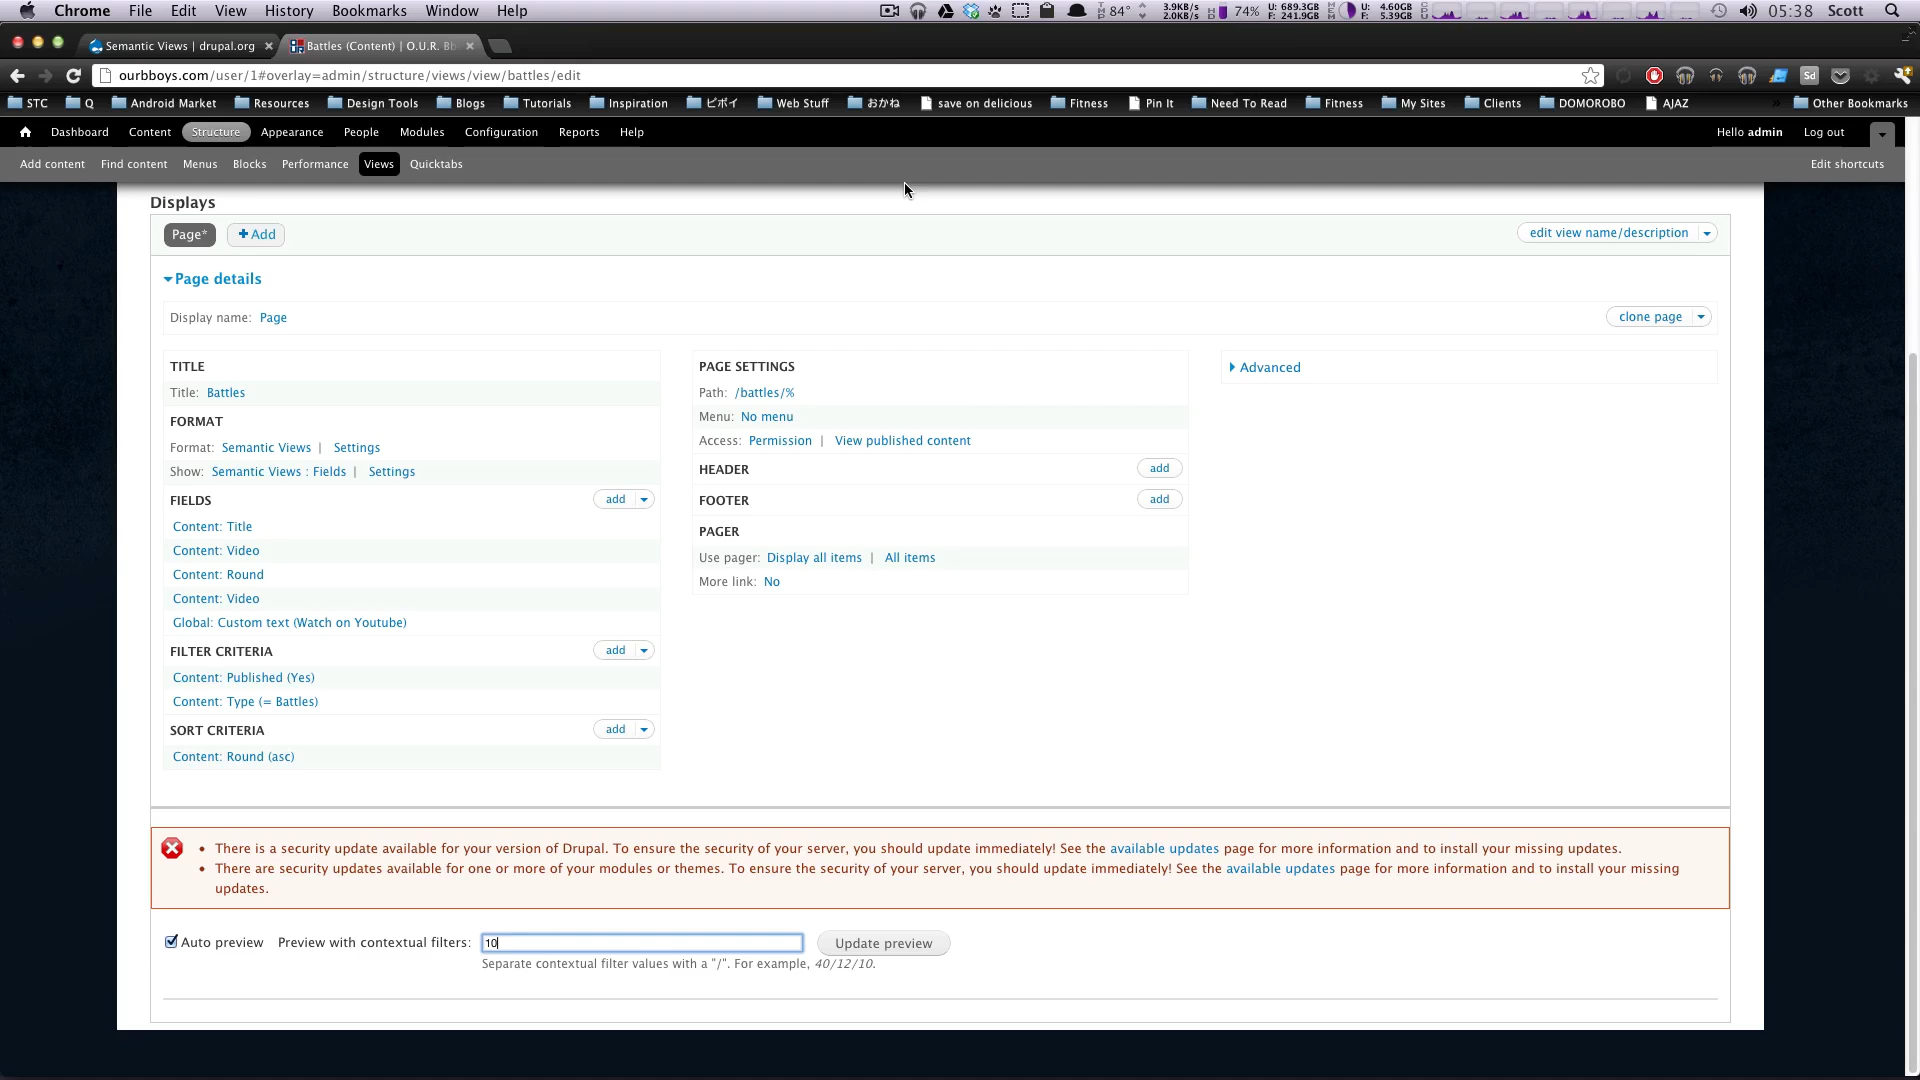 Chrome File Edit View History Bookmarks Window Help 84° 3.9KB/s 2.0KB/s 74% U: 689.3GB F: 241.9GB U: 4.60GB F: 5.39GB 05:38 Scott
Semantic Views | drupal.org Battles (Content) | O.U.R. Bb
ourbboys.com/user/1#overlay=admin/structure/views/view/battles/edit
STC Q Android Market Resources Design Tools Blogs Tutorials Inspiration ビボイ Web Stuff おかね save on delicious Fitness Pin It Need To Read Fitness My Sites Clients DOMOROBO AJAZ » Other Bookmarks
Dashboard Content Structure Appearance People Modules Configuration Reports Help Hello admin Log out
Add content Find content Menus Blocks Performance Views Quicktabs Edit shortcuts
Displays
Page* + Add edit view name/description
Page details
Display name: Page clone page
TITLE
Title: Battles
FORMAT
Format: Semantic Views | Settings
Show: Semantic Views : Fields | Settings
FIELDS add
Content: Title
Content: Video
Content: Round
Content: Video
Global: Custom text (Watch on Youtube)
FILTER CRITERIA add
Content: Published (Yes)
Content: Type (= Battles)
SORT CRITERIA add
Content: Round (asc)
PAGE SETTINGS
Path: /battles/%
Menu: No menu
Access: Permission | View published content
HEADER add
FOOTER add
PAGER
Use pager: Display all items | All items
More link: No
Advanced
• There is a security update available for your version of Drupal. To ensure the security of your server, you should update immediately! See the available updates page for more information and to install your missing updates.
• There are security updates available for one or more of your modules or themes. To ensure the security of your server, you should update immediately! See the available updates page for more information and to install your missing
updates.
Auto preview Preview with contextual filters: 10 Update preview
Separate contextual filter values with a "/". For example, 40/12/10.